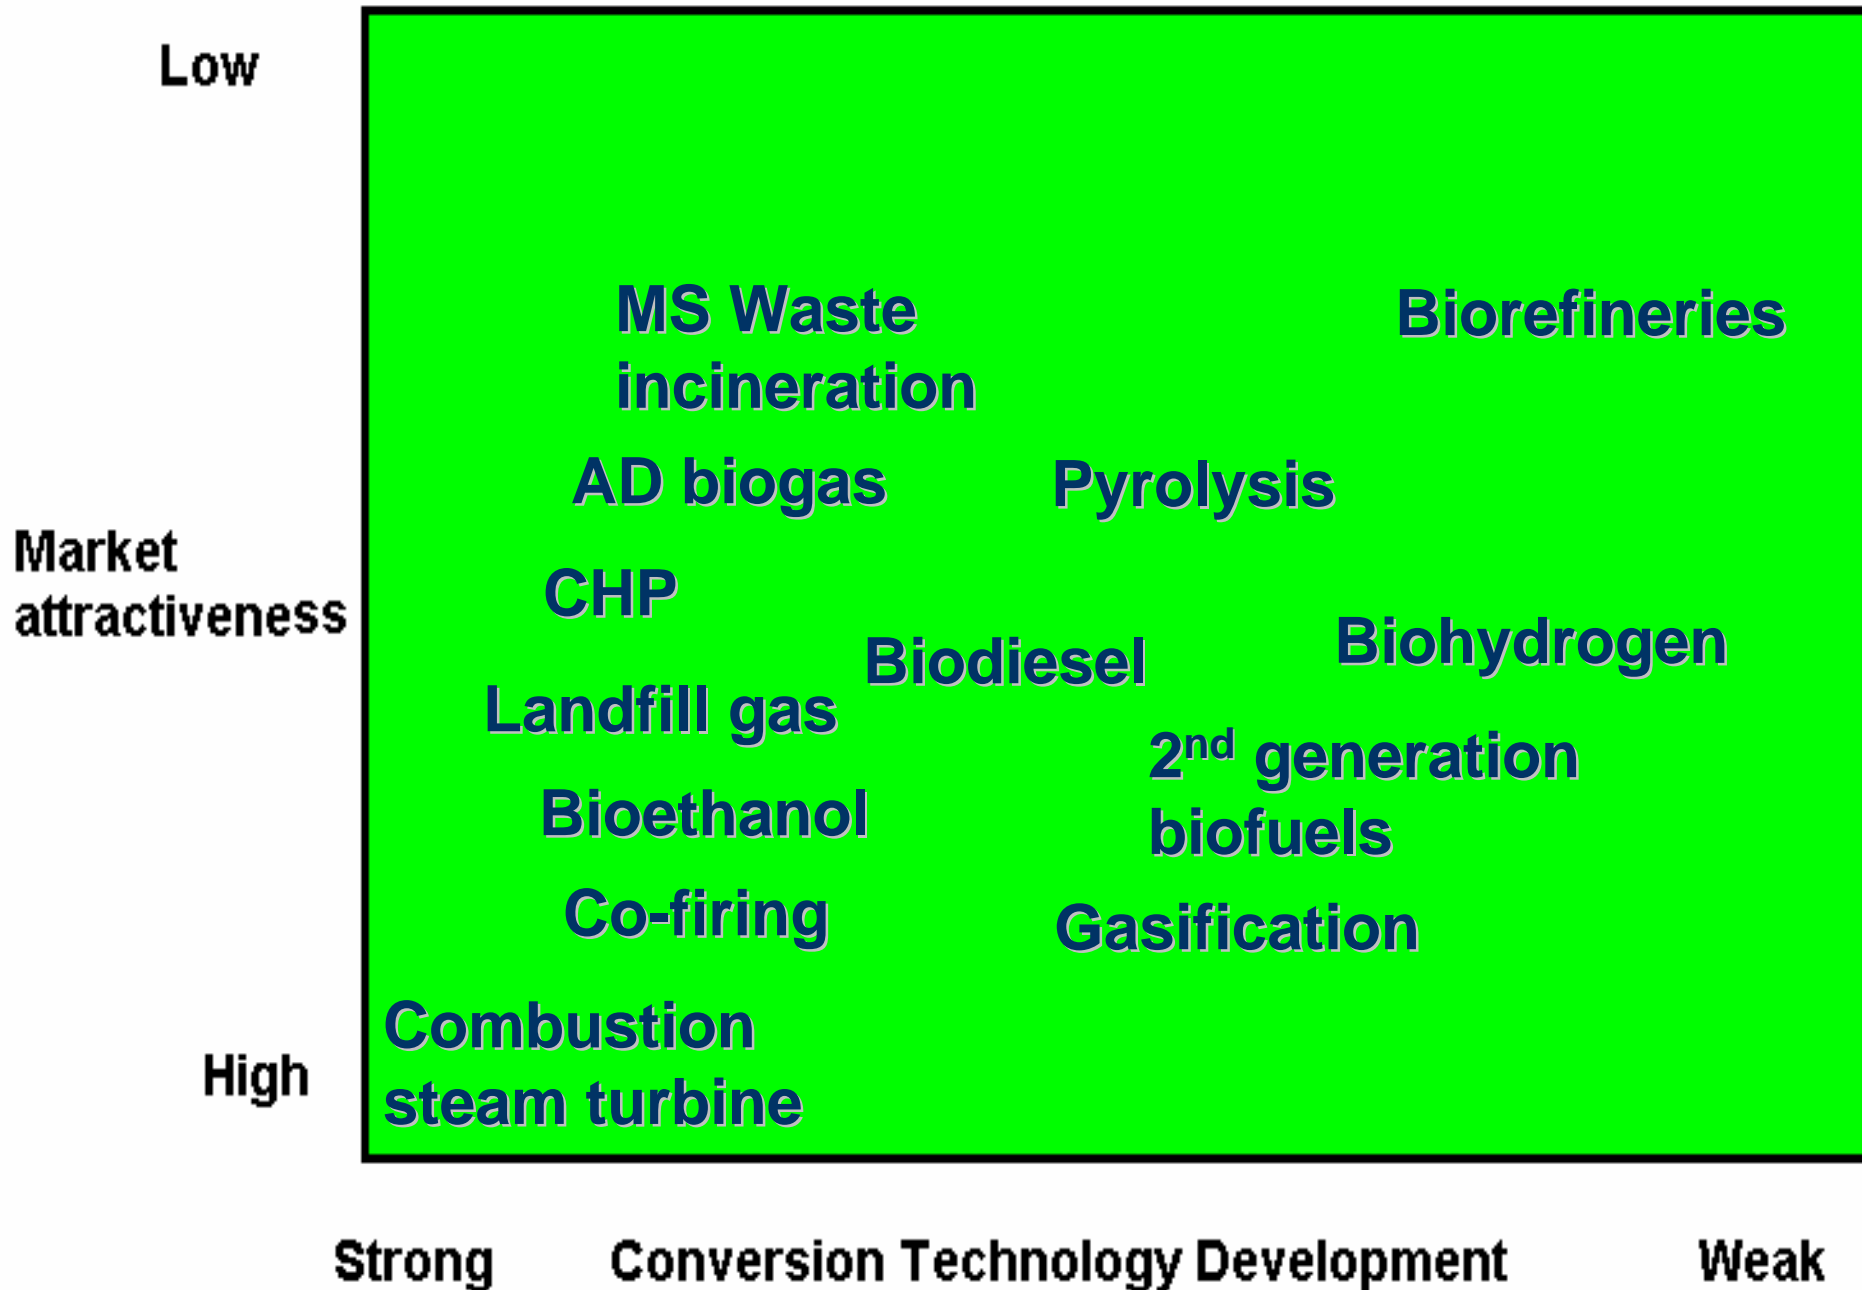 Low
MS Waste
incineration
Biorefineries
AD biogas
Pyrolysis
Market
attractiveness
CHP
Biodiesel
Biohydrogen
Landfill gas
2nd generation
biofuels
Bioethanol
Co-firing
Gasification
Combustion
steam turbine
High
Strong
Conversion Technology Development
Weak